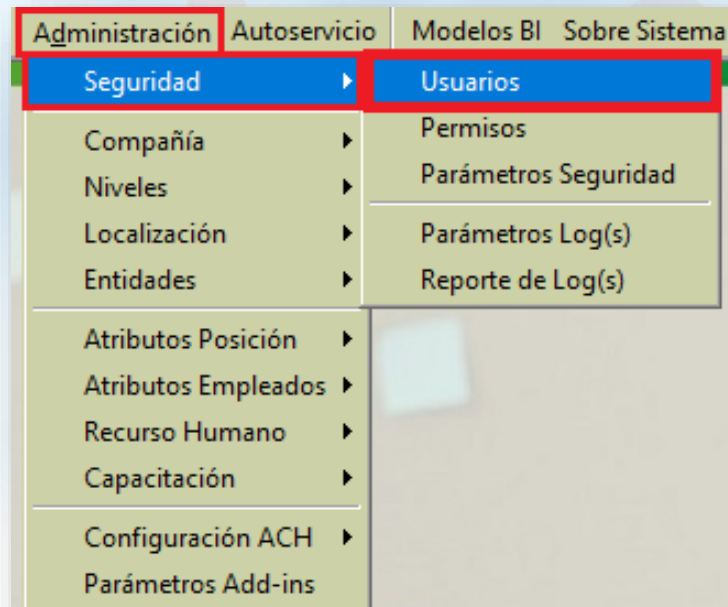 Administración Autoservicio Modelos BI Sobre Sistema
Seguridad
Usuarios
Permisos
Parámetros Seguridad
Parámetros Log(s)
Reporte de Log(s)
Compañía
Niveles
Localización
Entidades
Atributos Posición
Atributos Empleados
Recurso Humano
Capacitación
Configuración ACH
Parámetros Add-ins